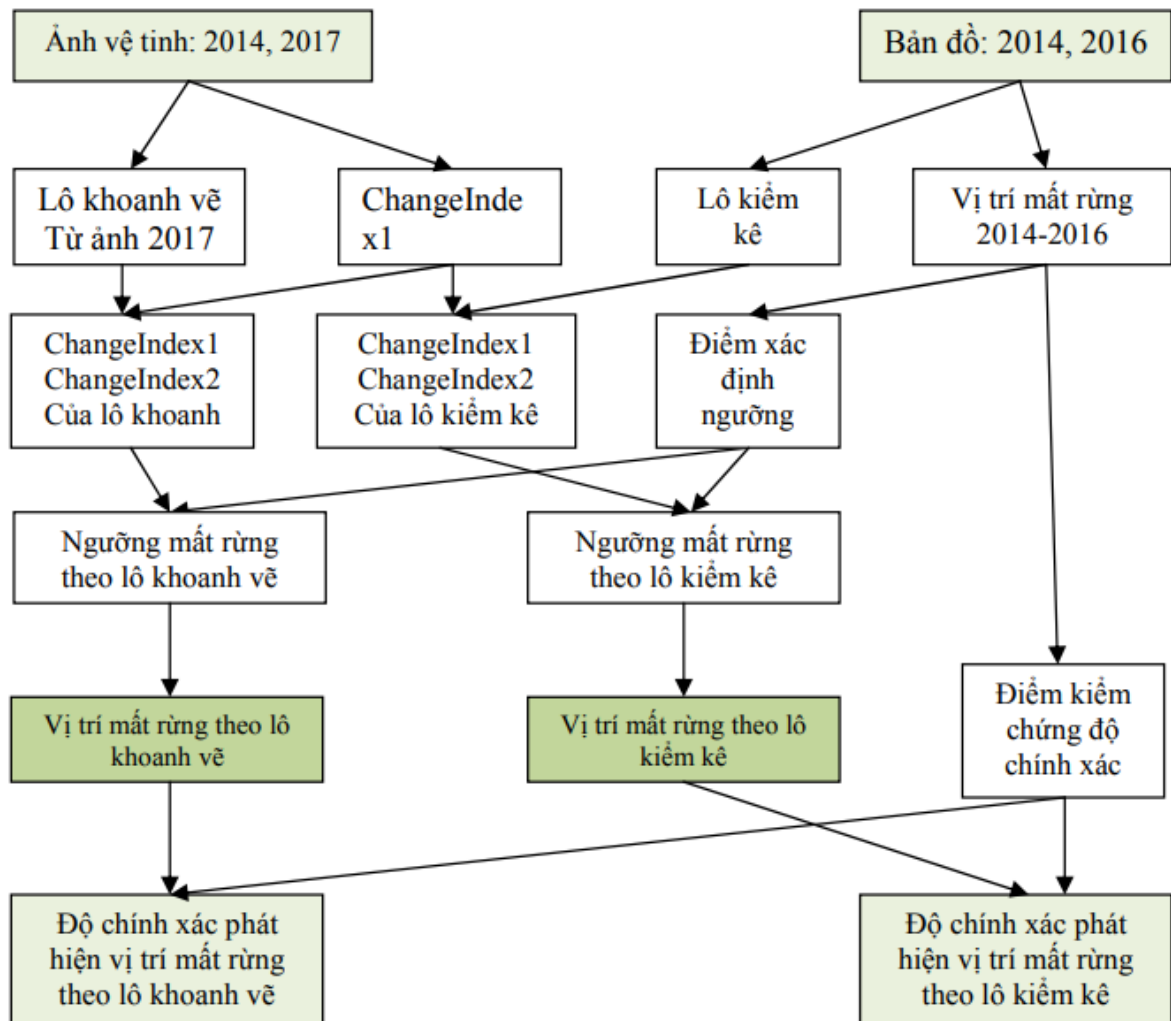 Ảnh vệ tinh: 2014, 2017
Bản đồ: 2014, 2016
Lô khoanh vẽ
Từ ảnh 2017
ChangeInde
x1
Lô kiểm
kê
Vị trí mất rừng
2014-2016
ChangeIndex1
ChangeIndex2
Của lô khoanh
ChangeIndex1
ChangeIndex2
Của lô kiểm kê
Điểm xác
định
ngưỡng
Ngưỡng mất rừng
theo lô khoanh vẽ
Ngưỡng mất rừng
theo lô kiểm kê
Vị trí mất rừng theo lô
khoanh vẽ
Vị trí mất rừng theo lô
kiểm kê
Điểm kiểm
chứng độ
chính xác
Độ chính xác phát
hiện vị trí mất rừng
theo lô khoanh vẽ
Độ chính xác phát
hiện vị trí mất rừng
theo lô kiểm kê